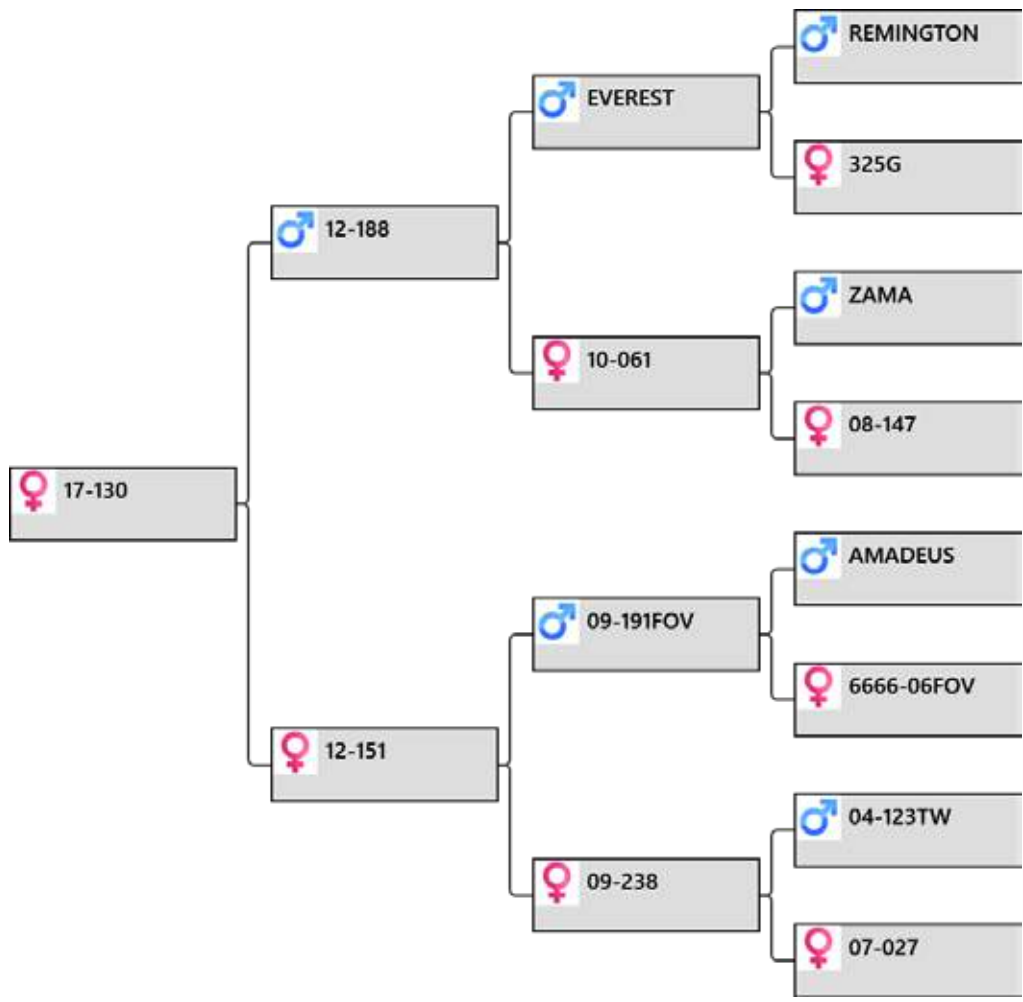 REMINGTON
EVEREST
325G
12-188
ZAMA
10-061
08-147
17-130
AMADEUS
09-191FOV
6666-06FOV
12-151
04-123TW
09-238
07-027